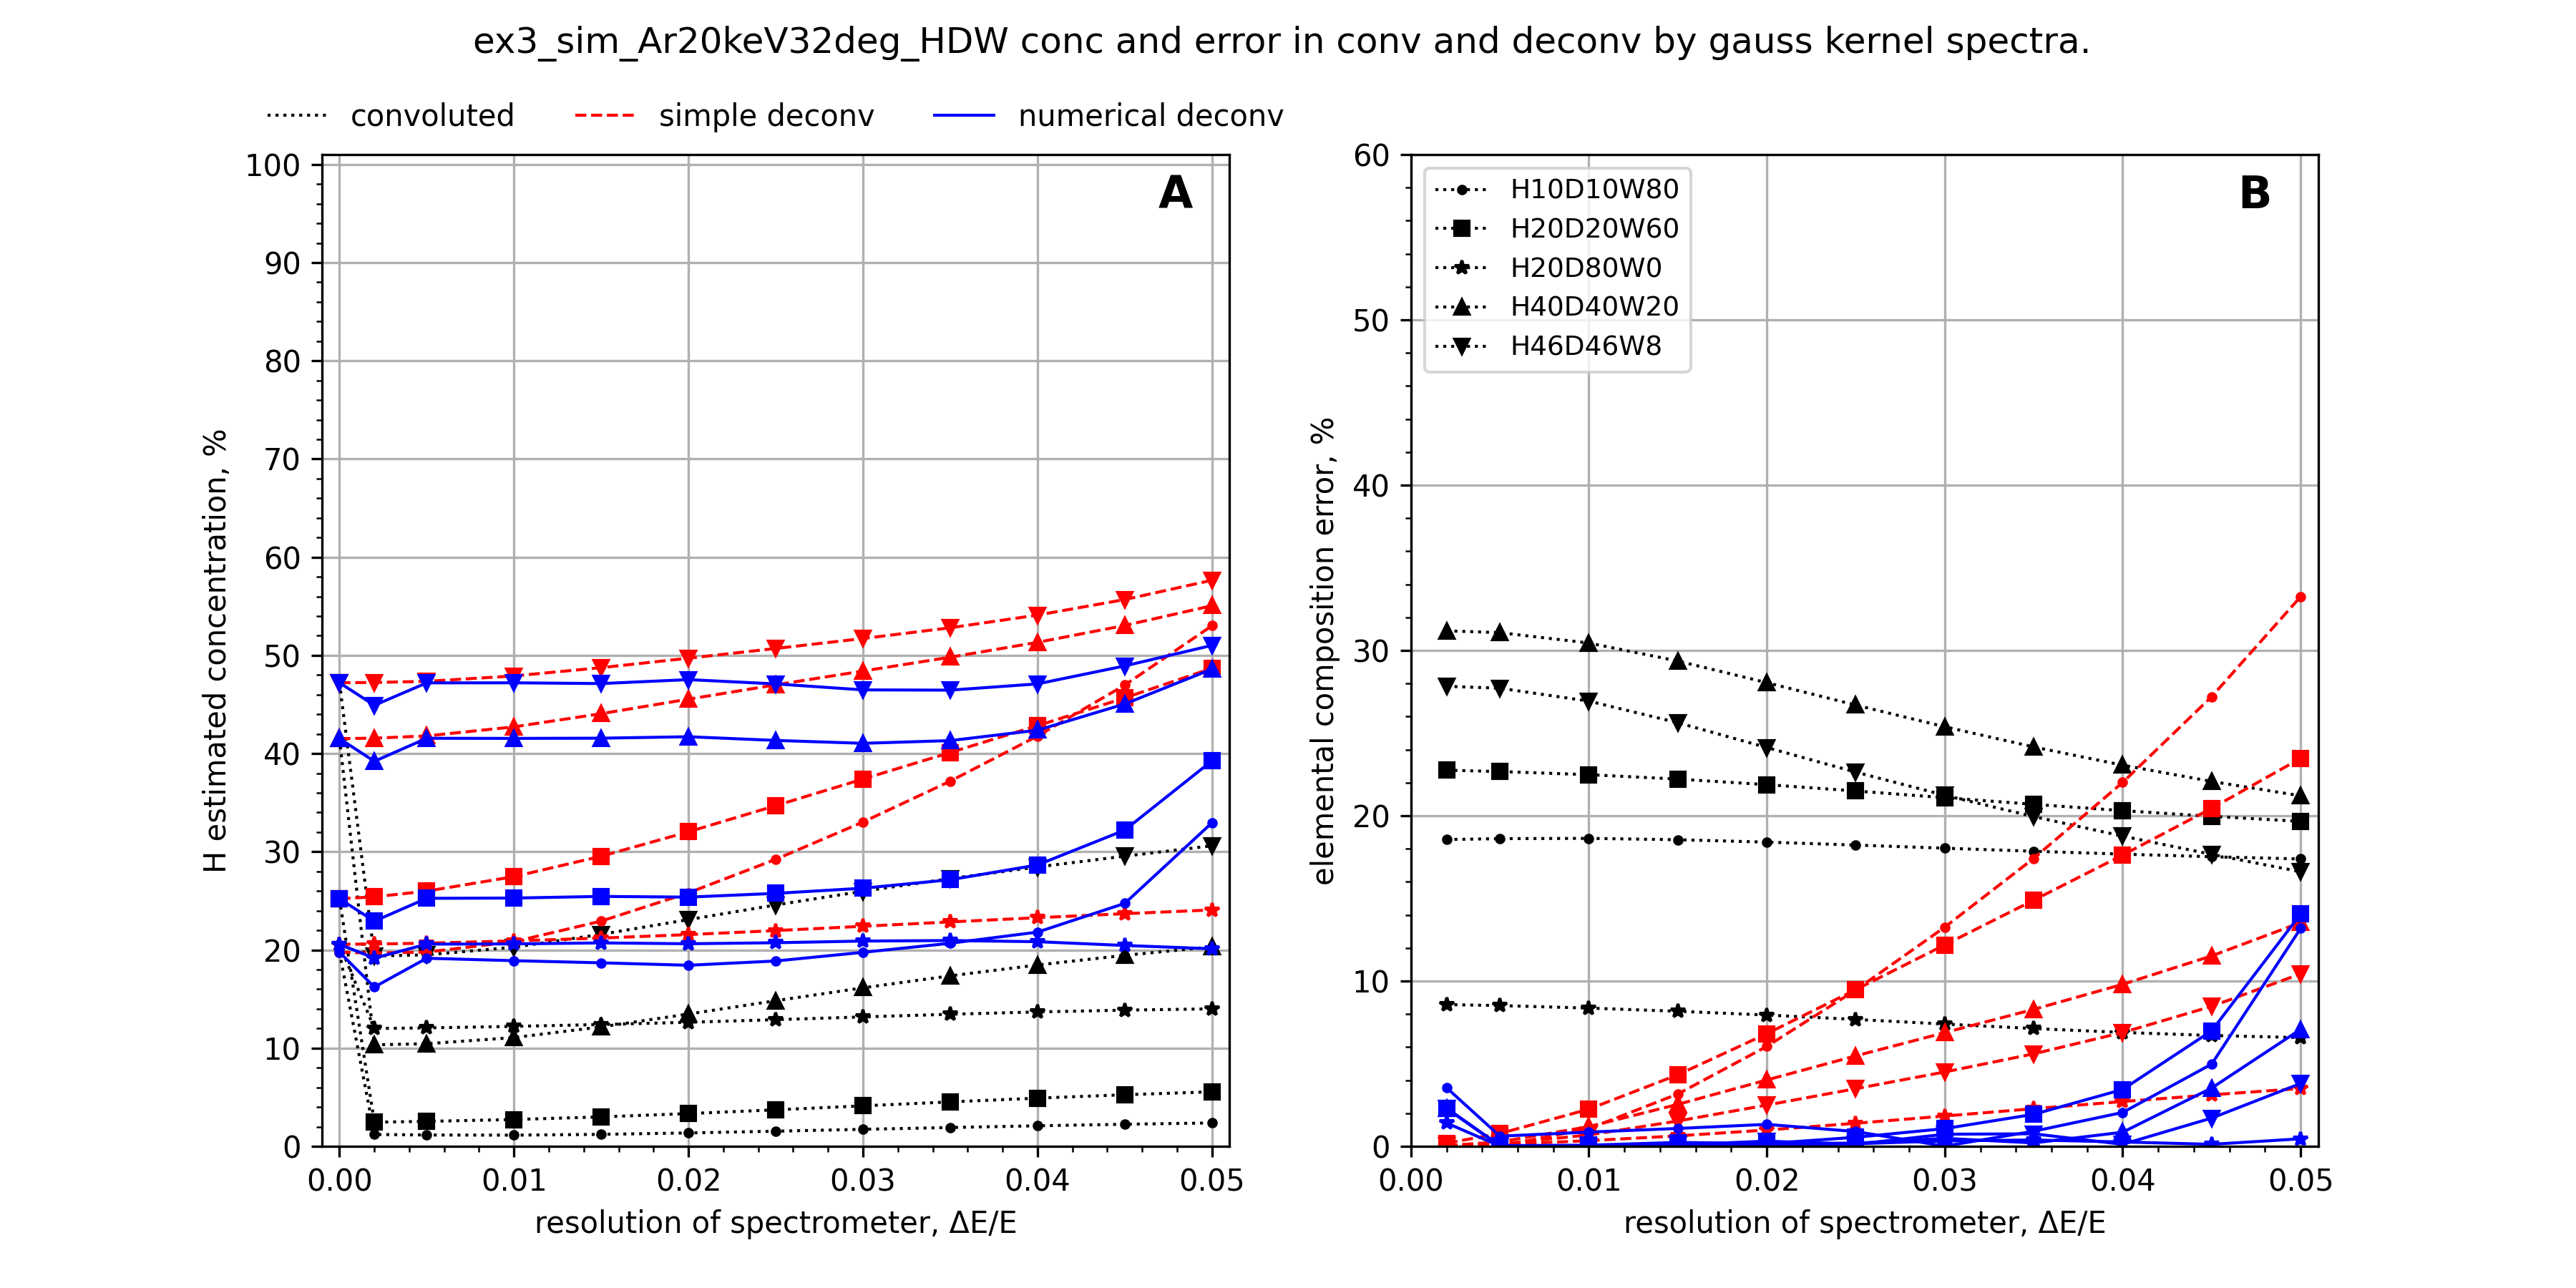 ex3_sim_Ar20keV32deg_HDW conc and error in conv and deconv by gauss kernel spectra.
convoluted simple deconv numerical deconv
A
H estimated concentration, %
100
90
80
70
60
50
40
30
20
10
0
0.00 0.01 0.02 0.03 0.04 0.05
resolution of spectrometer, ΔE/E
B
H10D10W80
H20D20W60
H20D80W0
H40D40W20
H46D46W8
elemental composition error, %
60
50
40
30
20
10
0
0.00 0.01 0.02 0.03 0.04 0.05
resolution of spectrometer, ΔE/E